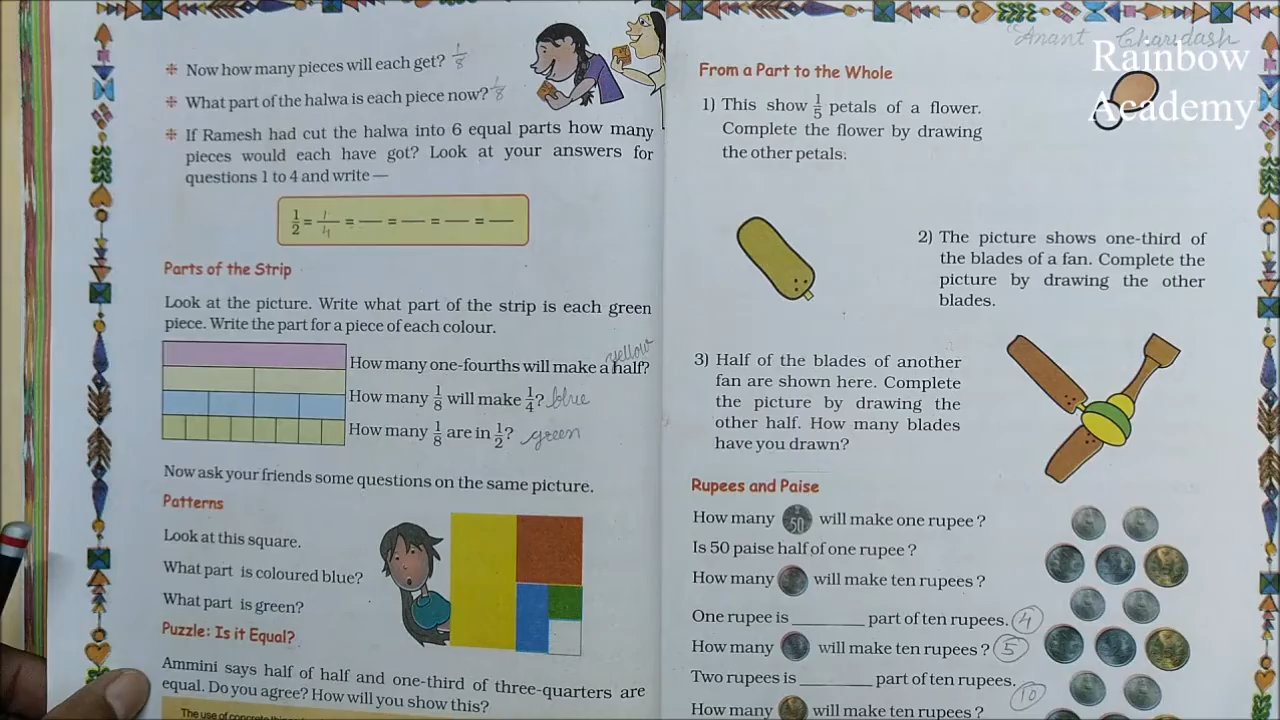 Now how many pieces will each get? 1/8
What part of the halwa is each piece now? 1/8
If Ramesh had cut the halwa into 6 equal parts how many
pieces would each have got? Look at your answers for
questions 1 to 4 and write —
1/2 = 1/4 = — = — = — = —
Parts of the Strip
Look at the picture. Write what part of the strip is each green
piece. Write the part for a piece of each colour.
yellow
How many one-fourths will make a half?
How many 1/8 will make 1/4? blue
How many 1/8 are in 1/2? green
Now ask your friends some questions on the same picture.
Patterns
Look at this square.
What part is coloured blue?
What part is green?
Puzzle: Is it Equal?
Ammini says half of half and one-third of three-quarters are
equal. Do you agree? How will you show this?
Anant
Rainbow
Academy
From a Part to the Whole
1) This show 1/5 petals of a flower.
Complete the flower by drawing
the other petals.
2) The picture shows one-third of
the blades of a fan. Complete the
picture by drawing the other
blades.
3) Half of the blades of another
fan are shown here. Complete
the picture by drawing the
other half. How many blades
have you drawn?
Rupees and Paise
How many 50 will make one rupee?
Is 50 paise half of one rupee?
How many will make ten rupees?
One rupee is ________ part of ten rupees. 4
How many will make ten rupees? 5
Two rupees is ________ part of ten rupees.
10
How many will make ten rupees?